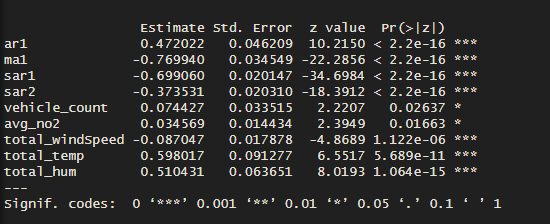 Estimate Std. Error z value Pr(>|z|)
ar1 0.472022 0.046209 10.2150 < 2.2e-16 ***
ma1 -0.769940 0.034549 -22.2856 < 2.2e-16 ***
sar1 -0.699060 0.020147 -34.6984 < 2.2e-16 ***
sar2 -0.373531 0.020310 -18.3912 < 2.2e-16 ***
vehicle_count 0.074427 0.033515 2.2207 0.02637 *
avg_no2 0.034569 0.014434 2.3949 0.01663 *
total_windSpeed -0.087047 0.017878 -4.8689 1.122e-06 ***
total_temp 0.598017 0.091277 6.5517 5.689e-11 ***
total_hum 0.510431 0.063651 8.0193 1.064e-15 ***
---
Signif. codes: 0 ‘***’ 0.001 ‘**’ 0.01 ‘*’ 0.05 ‘.’ 0.1 ‘ ’ 1